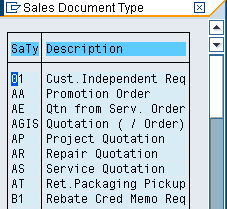 Sales Document Type
SaTy Description
01 Cust.Independent Req
AA Promotion Order
AE Qtn from Serv. Order
AGIS Quotation ( / Order)
AP Project Quotation
AR Repair Quotation
AS Service Quotation
AT Ret.Packaging Pickup
B1 Rebate Cred Memo Req